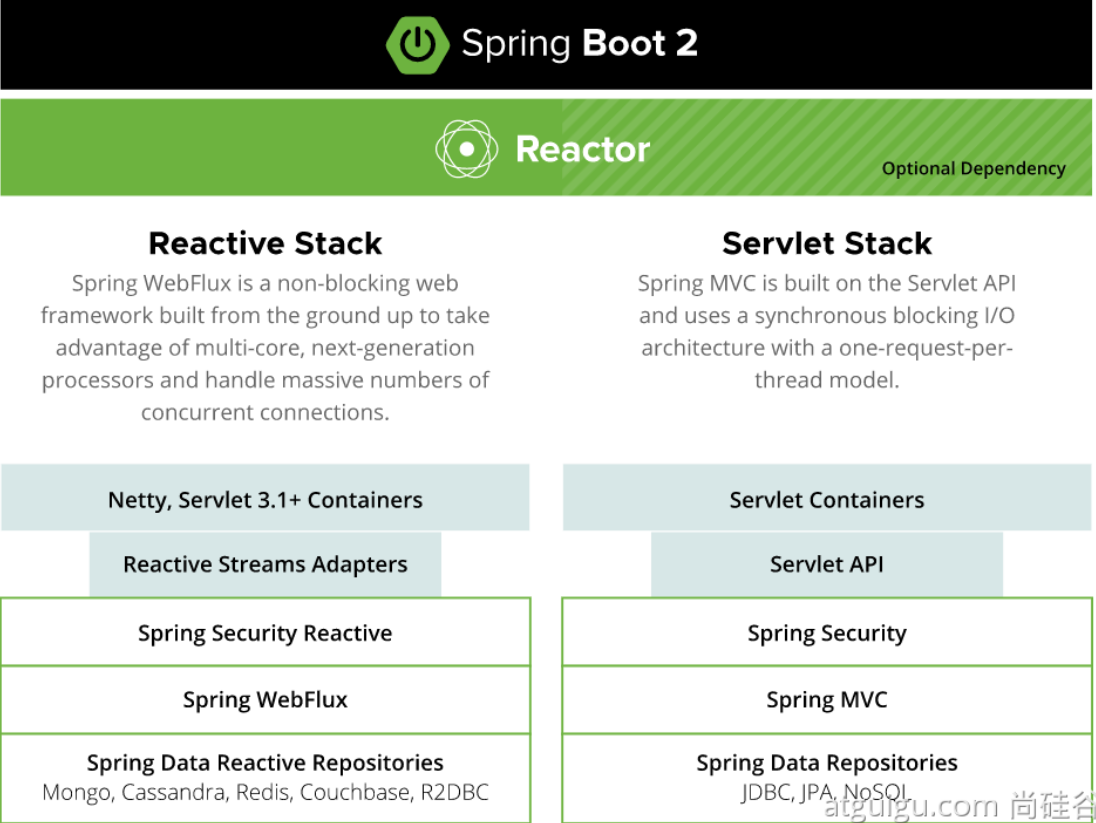 Spring Boot 2
Reactor
Optional Dependency
Reactive Stack
Spring WebFlux is a non-blocking web
framework built from the ground up to take
advantage of multi-core, next-generation
processors and handle massive numbers of
concurrent connections.
Servlet Stack
Spring MVC is built on the Servlet API
and uses a synchronous blocking I/O
architecture with a one-request-per-
thread model.
Netty, Servlet 3.1+ Containers
Reactive Streams Adapters
Spring Security Reactive
Spring WebFlux
Spring Data Reactive Repositories
Mongo, Cassandra, Redis, Couchbase, R2DBC
Servlet Containers
Servlet API
Spring Security
Spring MVC
Spring Data Repositories
JDBC, JPA, NoSQL
atguigu.com 尚硅谷